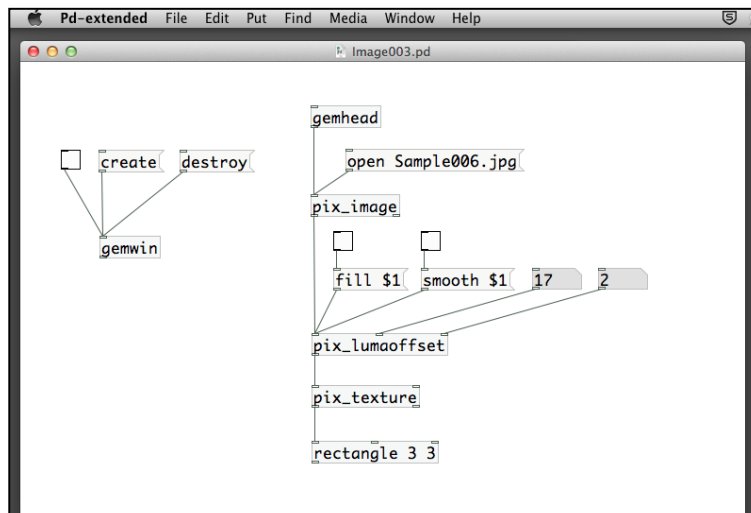 Pd-extended File Edit Put Find Media Window Help
Image003.pd
gemhead
create destroy open Sample006.jpg
pix_image
gemwin
fill $1 smooth $1 17 2
pix_lumaoffset
pix_texture
rectangle 3 3